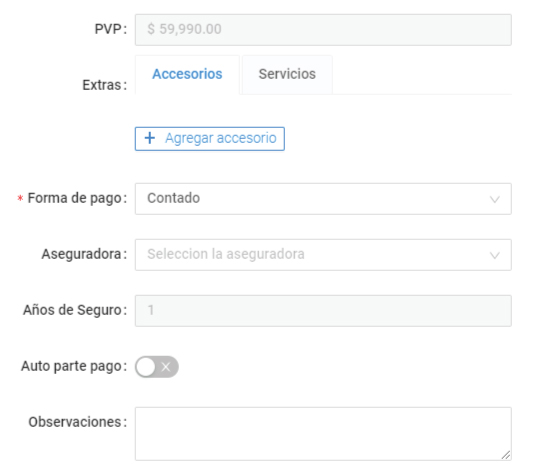 PVP: $ 59,990.00
Accesorios Servicios
Extras:
+ Agregar accesorio
* Forma de pago: Contado
Aseguradora: Seleccion la aseguradora
Años de Seguro: 1
Auto parte pago:
Observaciones: